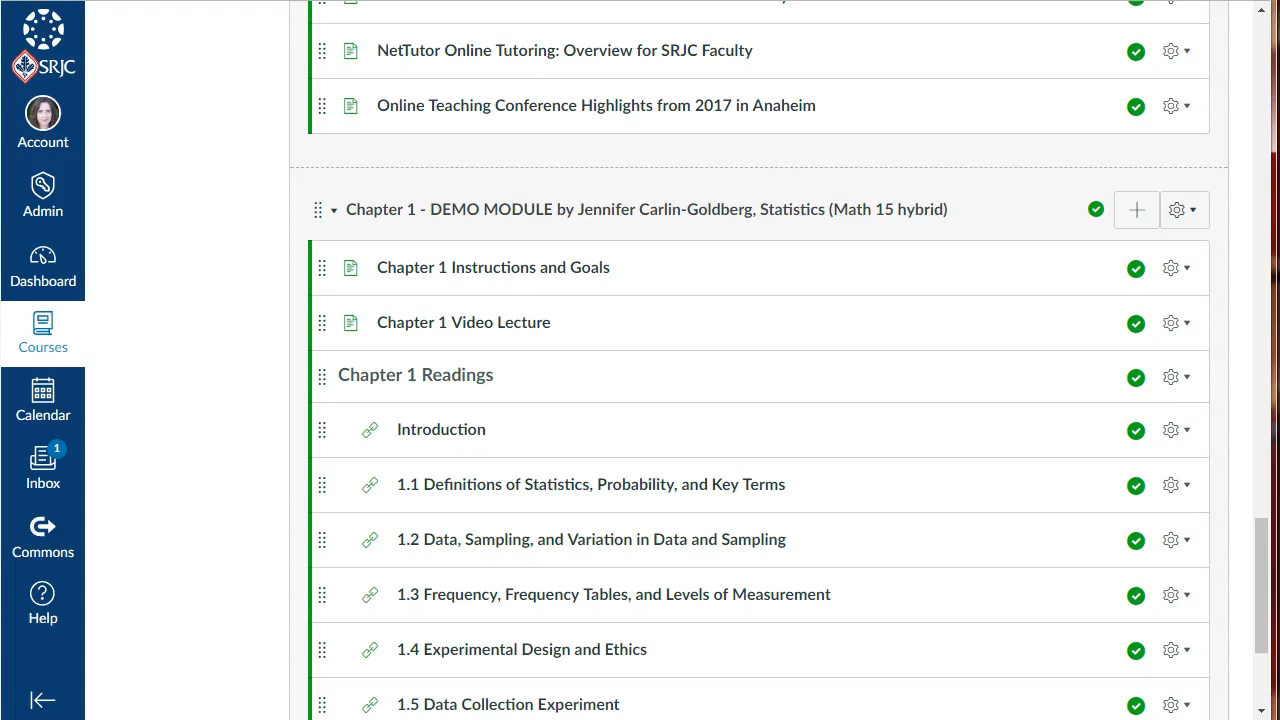 SRJC
Account
Admin
Dashboard
Courses
Calendar
1
Inbox
Commons
Help
NetTutor Online Tutoring: Overview for SRJC Faculty
Online Teaching Conference Highlights from 2017 in Anaheim
Chapter 1 - DEMO MODULE by Jennifer Carlin-Goldberg, Statistics (Math 15 hybrid)
Chapter 1 Instructions and Goals
Chapter 1 Video Lecture
Chapter 1 Readings
Introduction
1.1 Definitions of Statistics, Probability, and Key Terms
1.2 Data, Sampling, and Variation in Data and Sampling
1.3 Frequency, Frequency Tables, and Levels of Measurement
1.4 Experimental Design and Ethics
1.5 Data Collection Experiment